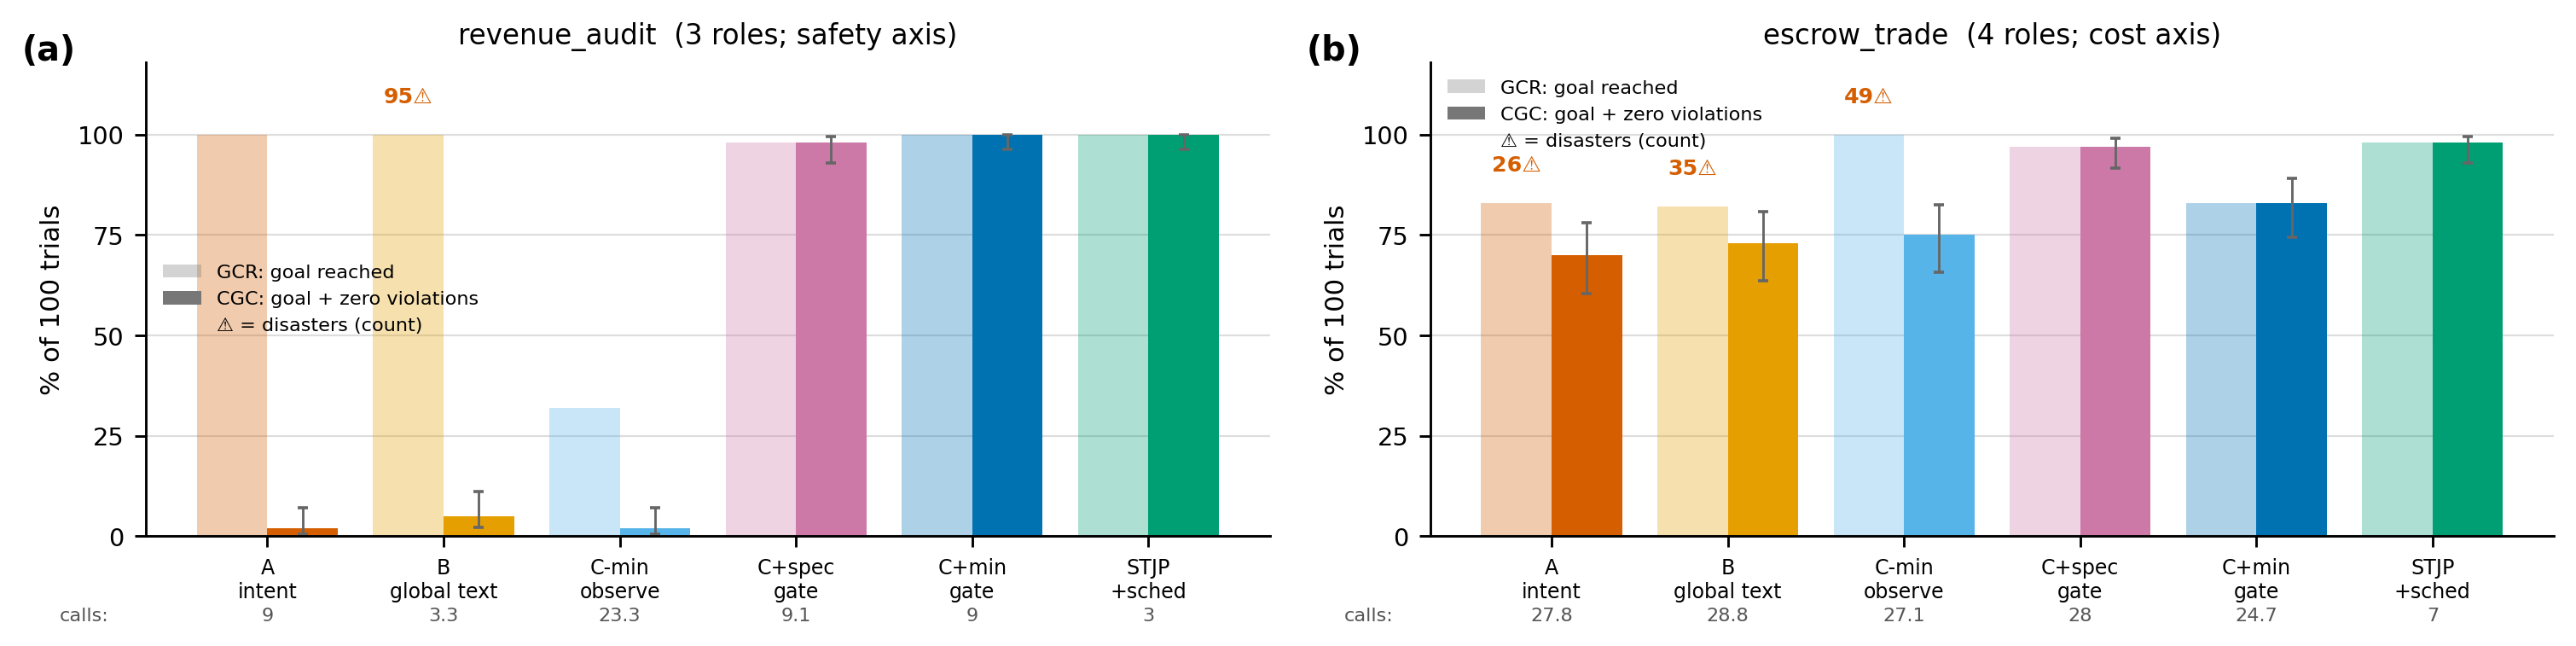 (a)
revenue_audit (3 roles; safety axis)
95⚠
100
75
50
25
0
% of 100 trials
GCR: goal reached
CGC: goal + zero violations
⚠ = disasters (count)
A
intent
B
global text
C-min
observe
C+spec
gate
C+min
gate
STJP
+sched
calls: 9 3.3 23.3 9.1 9 3
(b)
escrow_trade (4 roles; cost axis)
GCR: goal reached
CGC: goal + zero violations
⚠ = disasters (count)
26⚠
35⚠
49⚠
100
75
50
25
0
% of 100 trials
A
intent
B
global text
C-min
observe
C+spec
gate
C+min
gate
STJP
+sched
calls: 27.8 28.8 27.1 28 24.7 7